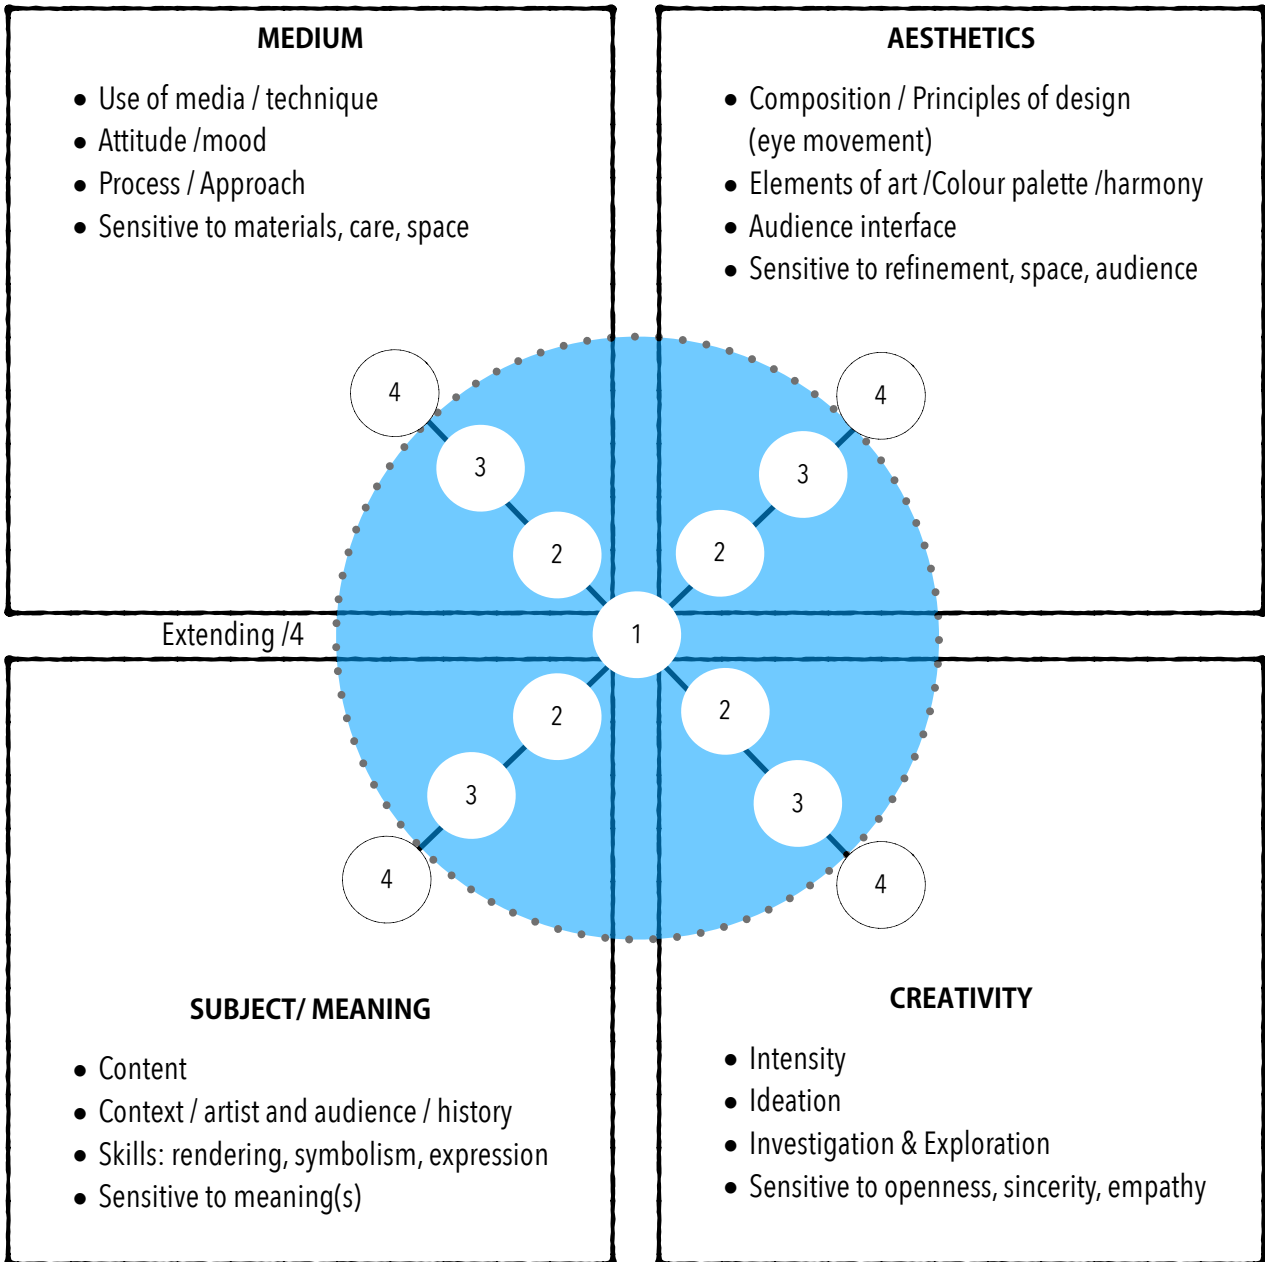 MEDIUM
• Use of media / technique
• Attitude /mood
• Process / Approach
• Sensitive to materials, care, space
AESTHETICS
• Composition / Principles of design
(eye movement)
• Elements of art /Colour palette /harmony
• Audience interface
• Sensitive to refinement, space, audience
4
4
3
3
2
2
1
Extending /4
2
2
3
3
4
4
SUBJECT/ MEANING
• Content
• Context / artist and audience / history
• Skills: rendering, symbolism, expression
• Sensitive to meaning(s)
CREATIVITY
• Intensity
• Ideation
• Investigation & Exploration
• Sensitive to openness, sincerity, empathy